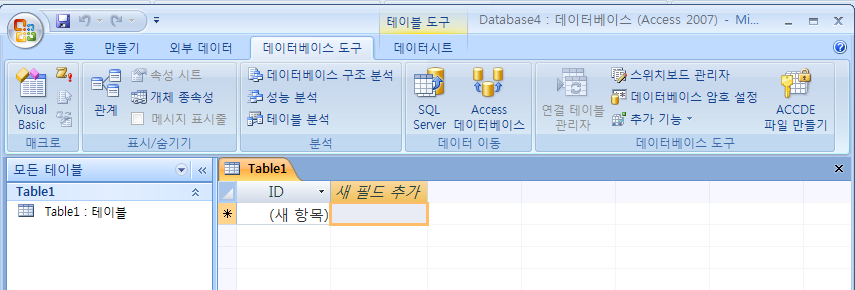 테이블 도구
Database4 : 데이터베이스 (Access 2007) - Mi...
홈
만들기
외부 데이터
데이터베이스 도구
데이터시트
Visual
Basic
매크로
관계
속성 시트
개체 종속성
메시지 표시줄
표시/숨기기
데이터베이스 구조 분석
성능 분석
테이블 분석
분석
SQL
Server
Access
데이터베이스
데이터 이동
연결 테이블
관리자
스위치보드 관리자
데이터베이스 암호 설정
추가 기능
ACCDE
파일 만들기
데이터베이스 도구
모든 테이블
Table1
Table1 : 테이블
Table1
ID
새 필드 추가
(새 항목)